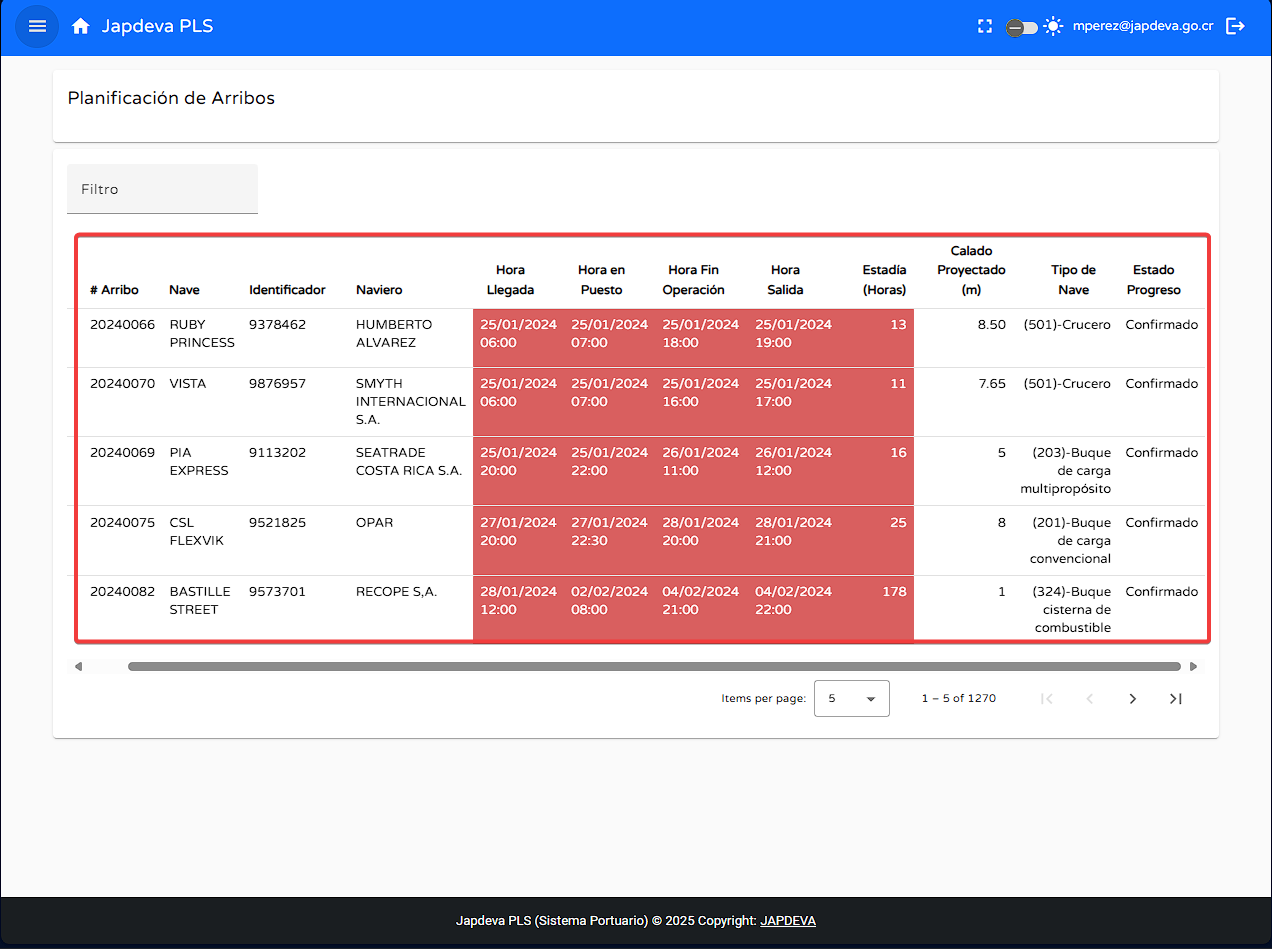 Japdeva PLS
mperez@japdeva.go.cr
Planificación de Arribos
Filtro
# Arribo Nave Identificador Naviero Hora Llegada Hora en Puesto Hora Fin Operación Hora Salida Estadía (Horas) Calado Proyectado (m) Tipo de Nave Estado Progreso
20240066 RUBY PRINCESS 9378462 HUMBERTO ALVAREZ 25/01/2024 06:00 25/01/2024 07:00 25/01/2024 18:00 25/01/2024 19:00 13 8.50 (501)-Crucero Confirmado
20240070 VISTA 9876957 SMYTH INTERNACIONAL S.A. 25/01/2024 06:00 25/01/2024 07:00 25/01/2024 16:00 25/01/2024 17:00 11 7.65 (501)-Crucero Confirmado
20240069 PIA EXPRESS 9113202 SEATRADE COSTA RICA S.A. 25/01/2024 20:00 25/01/2024 22:00 26/01/2024 11:00 26/01/2024 12:00 16 5 (203)-Buque de carga multipropósito Confirmado
20240075 CSL FLEXVIK 9521825 OPAR 27/01/2024 20:00 27/01/2024 22:30 28/01/2024 20:00 28/01/2024 21:00 25 8 (201)-Buque de carga convencional Confirmado
20240082 BASTILLE STREET 9573701 RECOPE S,A. 28/01/2024 12:00 02/02/2024 08:00 04/02/2024 21:00 04/02/2024 22:00 178 1 (324)-Buque cisterna de combustible Confirmado
Items per page: 5 1 – 5 of 1270
Japdeva PLS (Sistema Portuario) © 2025 Copyright: JAPDEVA